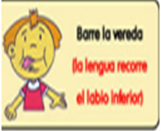 Barre la vereda
(la lengua recorre
el labio inferior)